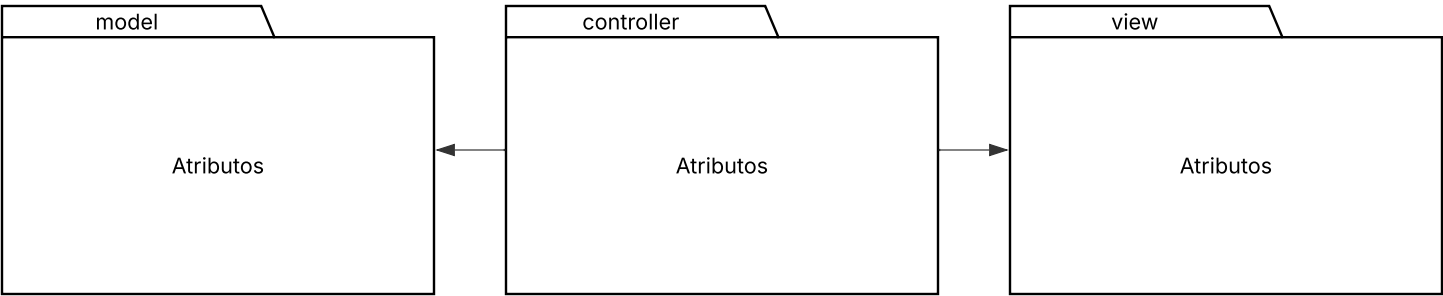 model
controller
view
Atributos
Atributos
Atributos